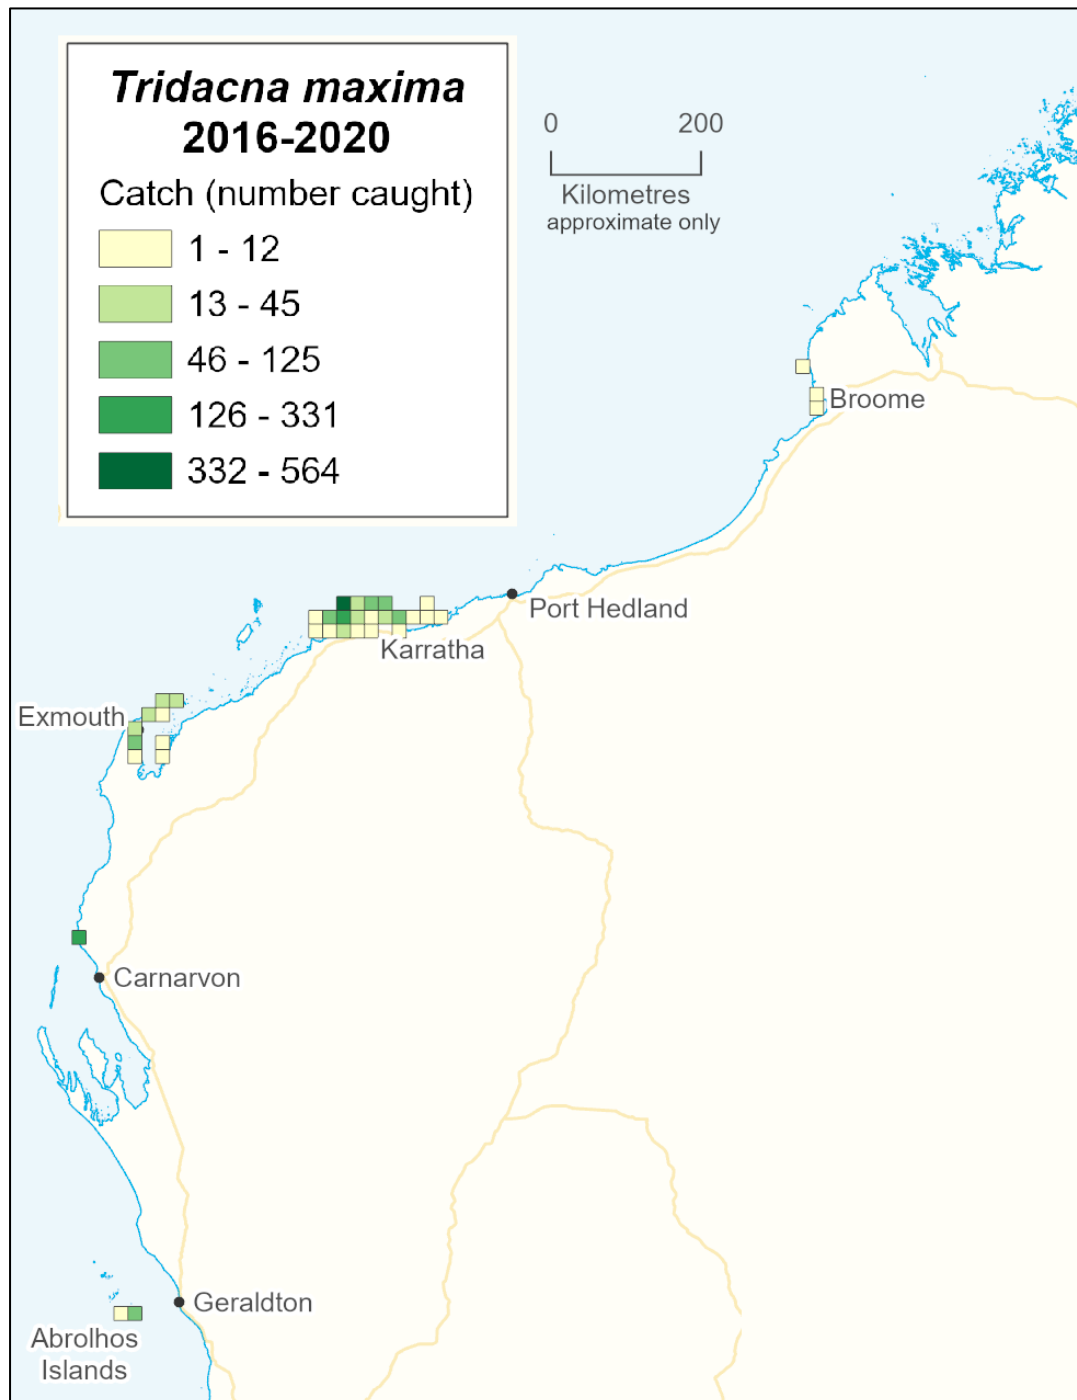 Tridacna maxima
2016-2020
Catch (number caught)
1 - 12
13 - 45
46 - 125
126 - 331
332 - 564
0 200
Kilometres
approximate only
Broome
Port Hedland
Karratha
Exmouth
Carnarvon
Geraldton
Abrolhos
Islands